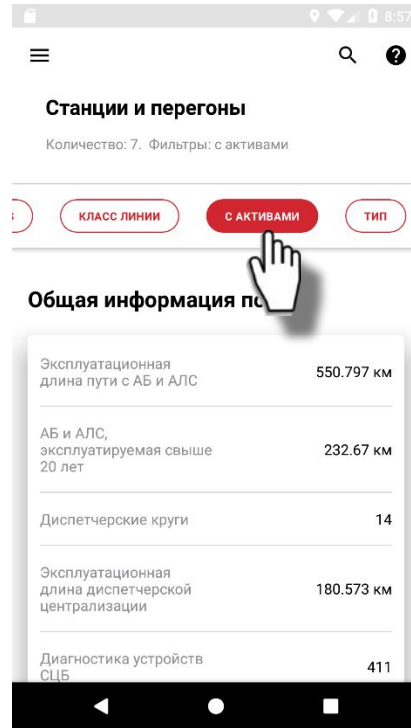 8:57
Станции и перегоны
Количество: 7. Фильтры: с активами
КЛАСС ЛИНИИ
С АКТИВАМИ
ТИП
Общая информация
Эксплуатационная
длина пути с АБ и АЛС
550.797 км
АБ и АЛС,
эксплуатируемая свыше
20 лет
232.67 км
Диспетчерские круги
14
Эксплуатационная
длина диспетчерской
централизации
180.573 км
Диагностика устройств
СЦБ
411